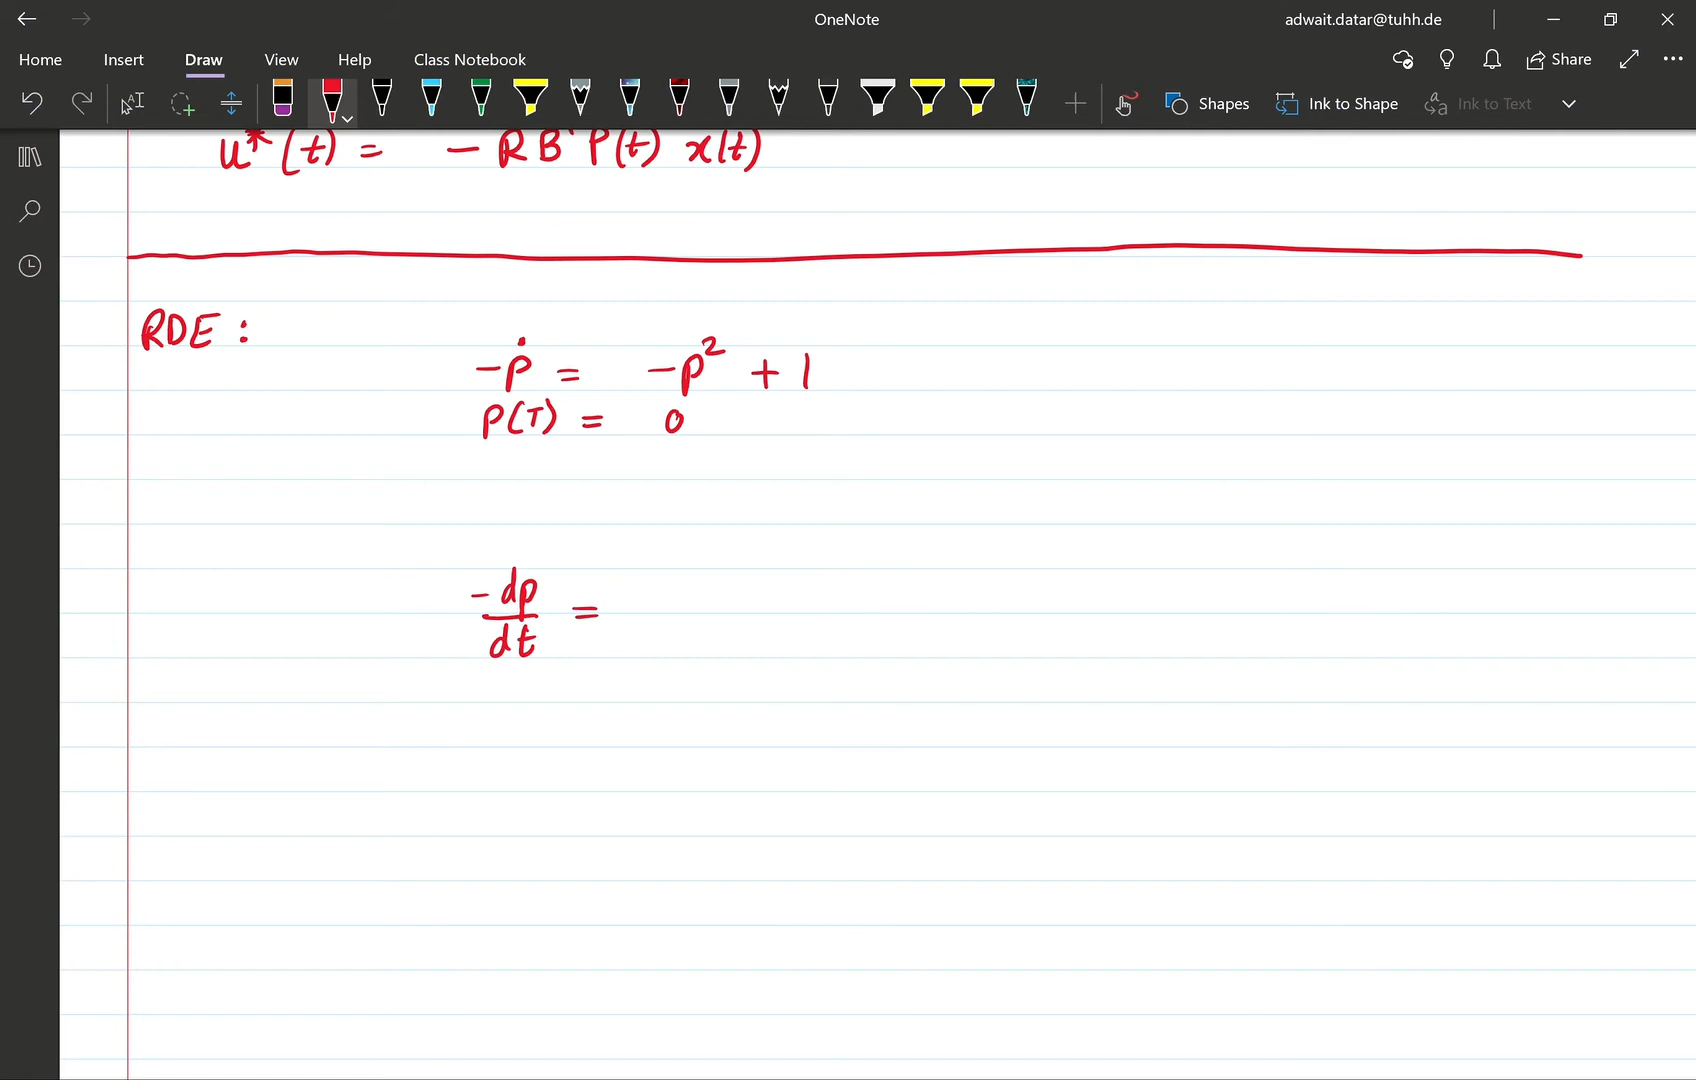 OneNote
adwait.datar@tuhh.de
Home Insert Draw View Help Class Notebook
Share
Shapes Ink to Shape Ink to Text
u*(t) = - R B' P(t) x(t)
RDE :
-ṗ = -p² + 1
P(T) = 0
-dp/dt =